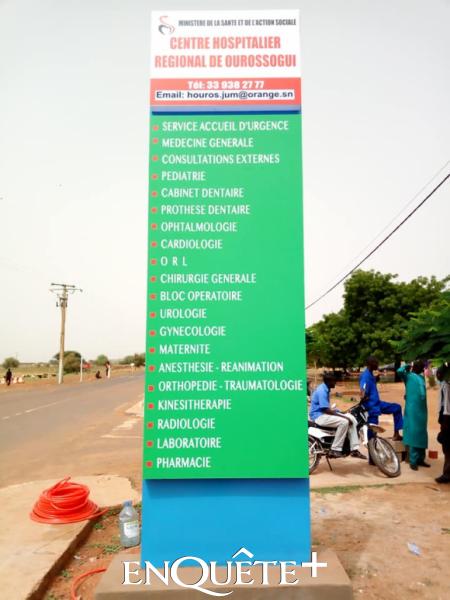 MINISTERE DE LA SANTE ET DE L'ACTION SOCIALE
CENTRE HOSPITALIER
REGIONAL DE OUROSSOGUI
Tél: 33 938 27 77
Email: houros.jum@orange.sn
SERVICE ACCUEIL D'URGENCE
MEDECINE GENERALE
CONSULTATIONS EXTERNES
PEDIATRIE
CABINET DENTAIRE
PROTHESE DENTAIRE
OPHTALMOLOGIE
CARDIOLOGIE
O R L
CHIRURGIE GENERALE
BLOC OPERATOIRE
UROLOGIE
GYNECOLOGIE
MATERNITE
ANESTHESIE - REANIMATION
ORTHOPEDIE - TRAUMATOLOGIE
KINESITHERAPIE
RADIOLOGIE
LABORATOIRE
PHARMACIE
ENQUÊTE+